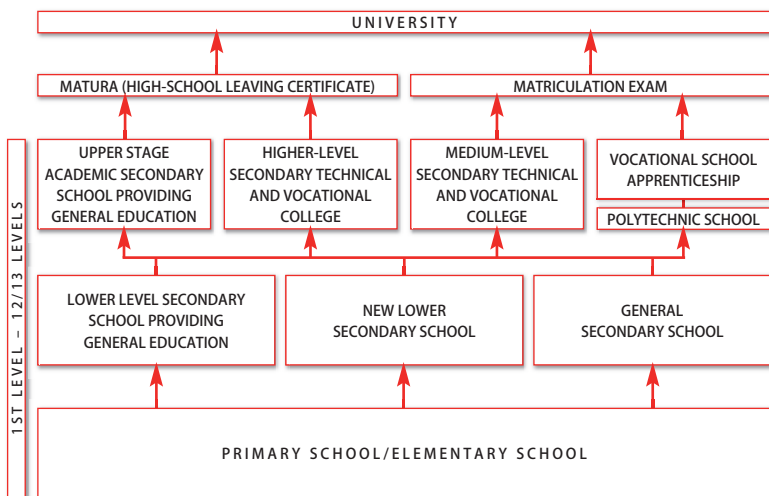 UNIVERSITY
MATURA (HIGH-SCHOOL LEAVING CERTIFICATE)
MATRICULATION EXAM
UPPER STAGE
ACADEMIC SECONDARY
SCHOOL PROVIDING
GENERAL EDUCATION
HIGHER-LEVEL
SECONDARY TECHNICAL
AND VOCATIONAL
COLLEGE
MEDIUM-LEVEL
SECONDARY TECHNICAL
AND VOCATIONAL
COLLEGE
VOCATIONAL SCHOOL
APPRENTICESHIP
POLYTECHNIC SCHOOL
1ST LEVEL – 12/13 LEVELS
LOWER LEVEL SECONDARY
SCHOOL PROVIDING
GENERAL EDUCATION
NEW LOWER
SECONDARY SCHOOL
GENERAL
SECONDARY SCHOOL
PRIMARY SCHOOL/ELEMENTARY SCHOOL